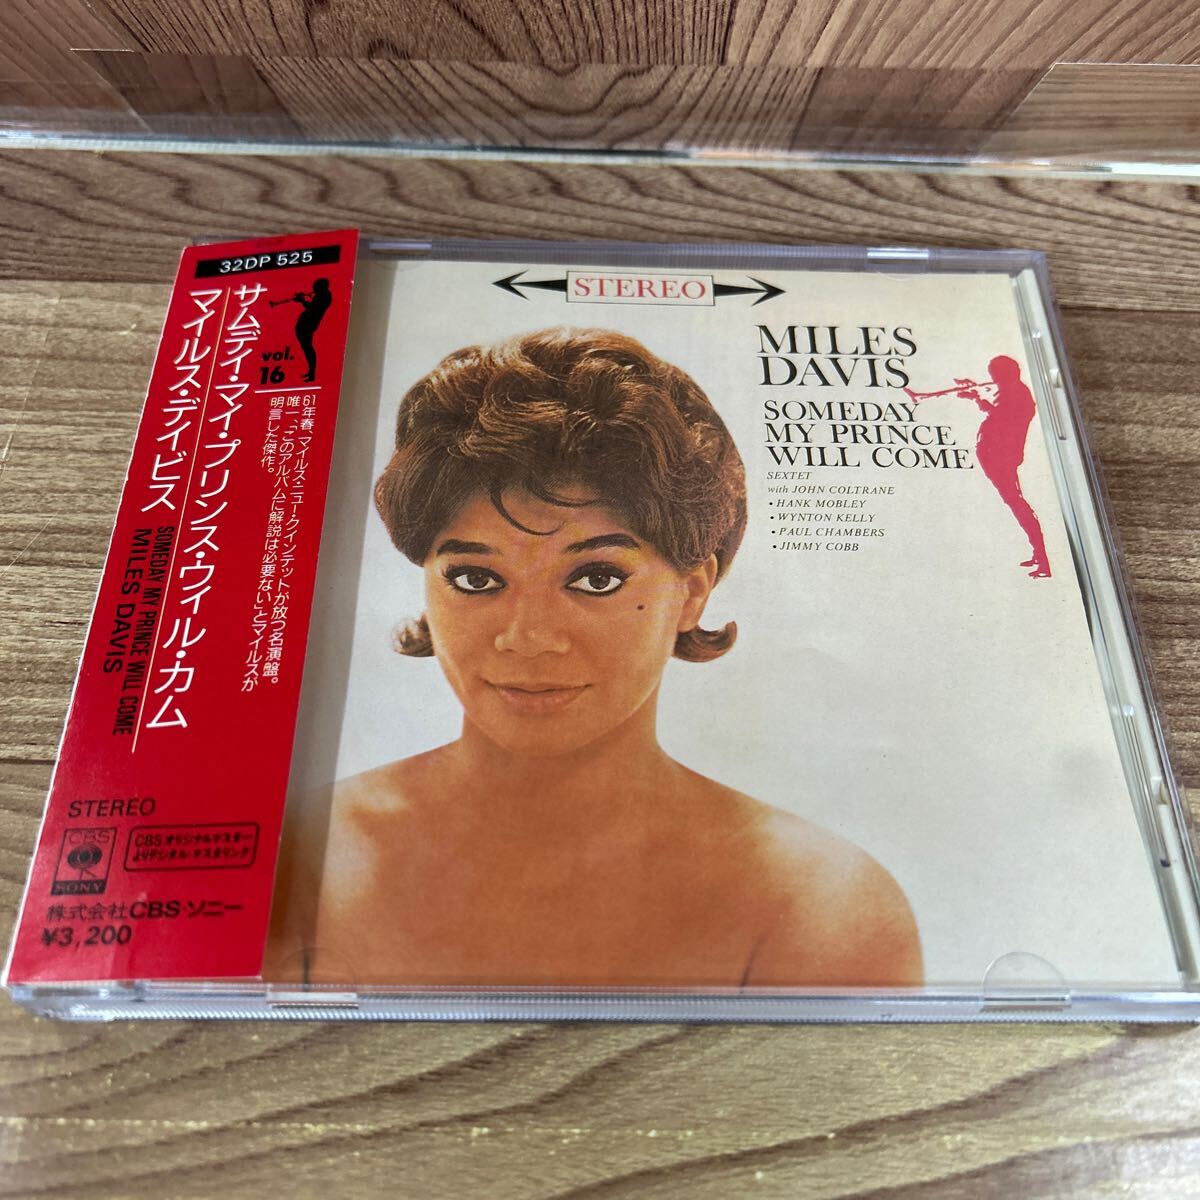 32DP 525
vol.
16
サムデイ・マイ・プリンス・ウィル・カム
マイルス・デイビス
SOMEDAY MY PRINCE WILL COME
MILES DAVIS
61年春、マイルス・ニュー・クインテットが放つ名演盤。
唯一、「このアルバムに解説は必要ない」とマイルスが
明言した傑作。
STEREO
CBS
SONY
CBSオリジナルマスター
よりデジタル・マスタリング
株式会社CBS・ソニー
¥3,200
STEREO
MILES
DAVIS
SOMEDAY
MY PRINCE
WILL COME
SEXTET
with JOHN COLTRANE
• HANK MOBLEY
• WYNTON KELLY
• PAUL CHAMBERS
• JIMMY COBB